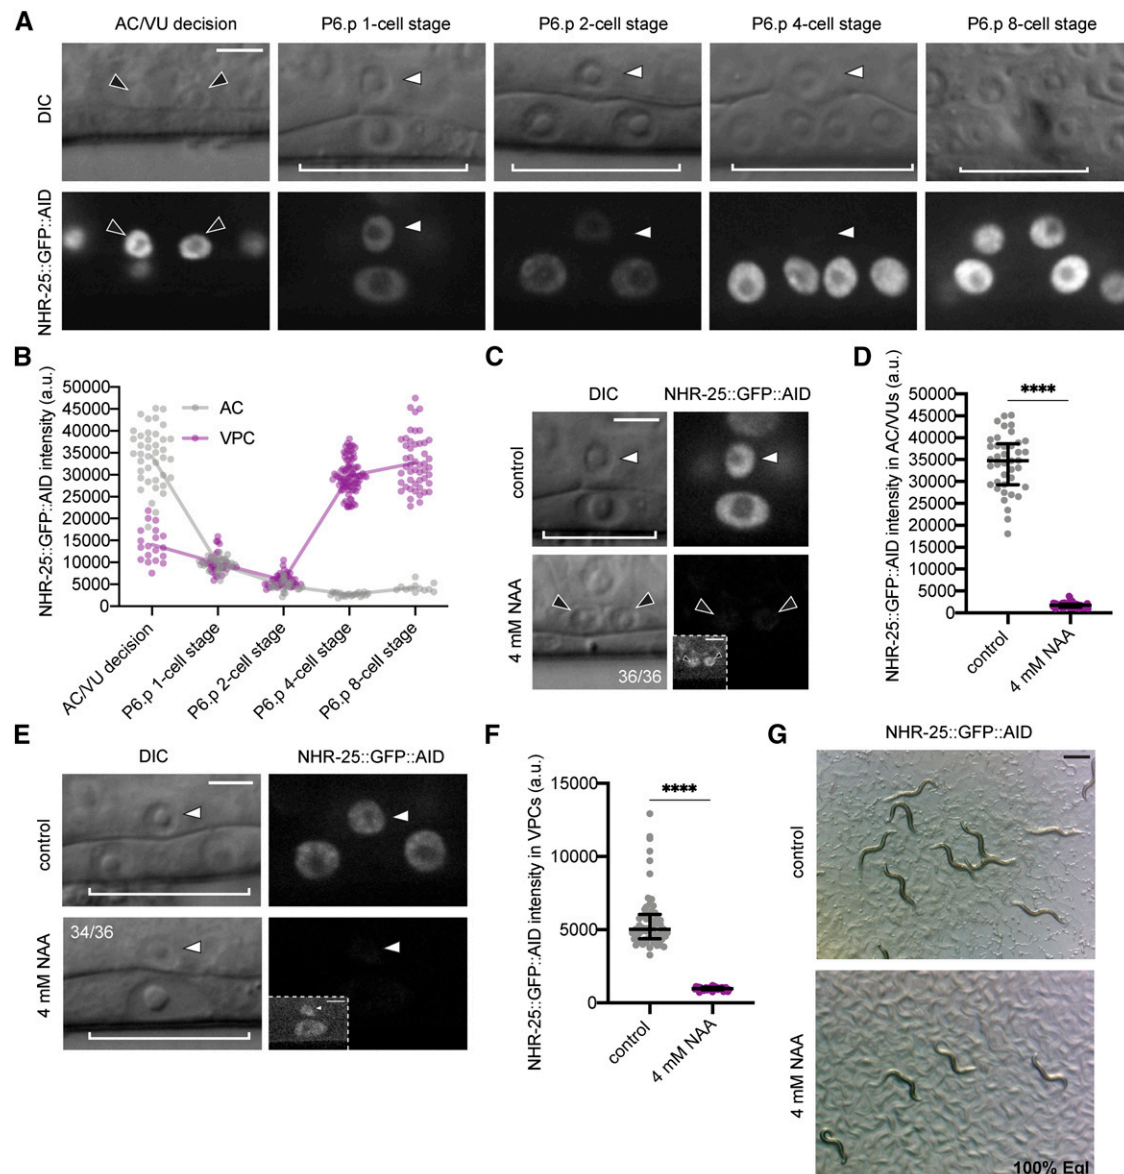 A
AC/VU decision
P6.p 1-cell stage
P6.p 2-cell stage
P6.p 4-cell stage
P6.p 8-cell stage
DIC
NHR-25::GFP::AID
B
NHR-25::GFP::AID intensity (a.u.)
50000
45000
40000
35000
30000
25000
20000
15000
10000
5000
0
AC
VPC
AC/VU decision
P6.p 1-cell stage
P6.p 2-cell stage
P6.p 4-cell stage
P6.p 8-cell stage
C
DIC
NHR-25::GFP::AID
control
4 mM NAA
36/36
D
NHR-25::GFP::AID intensity in AC/VUs (a.u.)
50000
45000
40000
35000
30000
25000
20000
15000
10000
5000
0
****
control
4 mM NAA
E
DIC
NHR-25::GFP::AID
control
4 mM NAA
34/36
F
NHR-25::GFP::AID intensity in VPCs (a.u.)
15000
10000
5000
0
****
control
4 mM NAA
G
NHR-25::GFP::AID
control
4 mM NAA
100% Egl